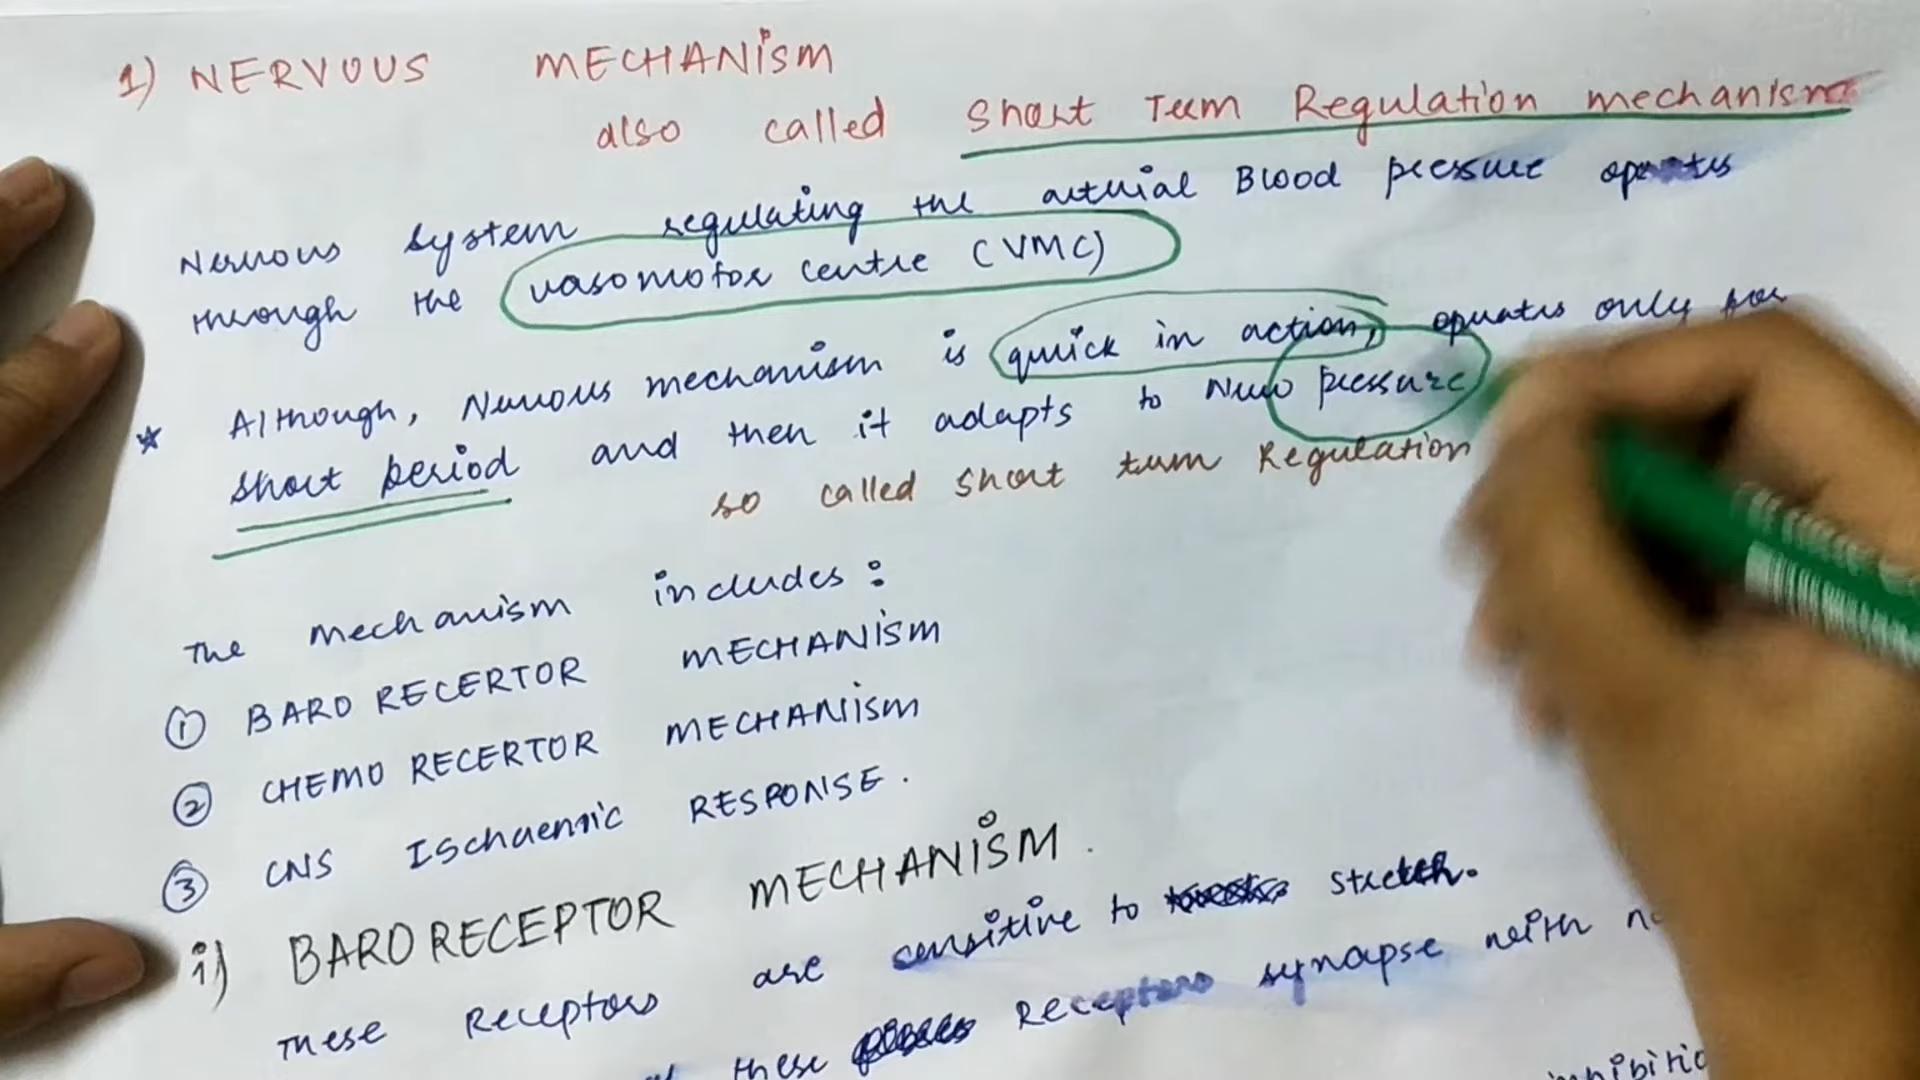 1) NERVOUS MECHANISM
also called Short Term Regulation mechanism
Nervous System regulating the arterial Blood pressure operates
through the vasomotor centre (VMC)
* Although, Nervous mechanism is quick in action, operates only for
short period and then it adapts to New pressure
so called short term Regulation
The mechanism includes:
① BARO RECERTOR MECHANISM
② CHEMO RECERTOR MECHANISM
③ CNS Ischaemic RESPONSE.
i) BARORECEPTOR MECHANISM.
These Receptors are sensitive to stretch.
these Receptors synapse with